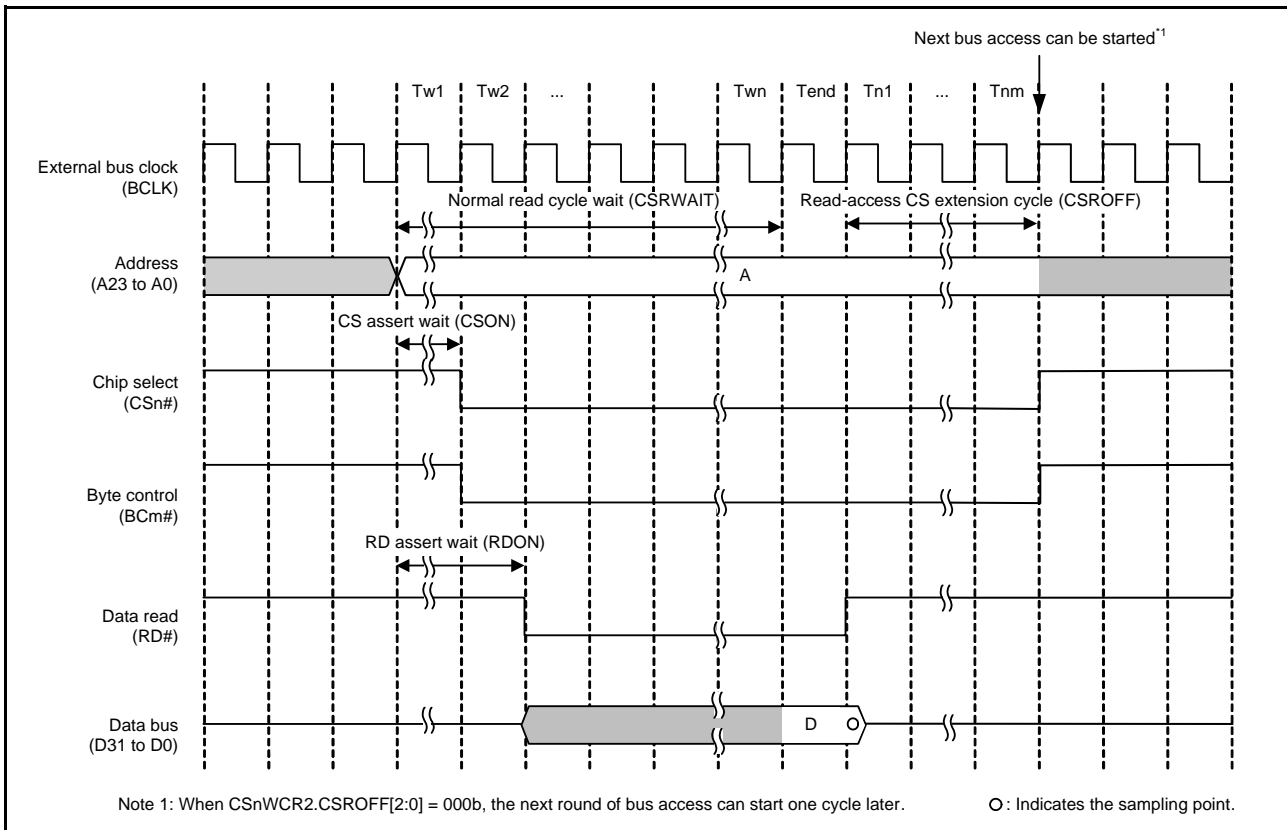 Next bus access can be started*1
Tw1 Tw2 ... Twn Tend Tn1 ... Tnm
External bus clock
(BCLK)
Normal read cycle wait (CSRWAIT) Read-access CS extension cycle (CSROFF)
Address
(A23 to A0)
A
CS assert wait (CSON)
Chip select
(CSn#)
Byte control
(BCm#)
RD assert wait (RDON)
Data read
(RD#)
Data bus
(D31 to D0)
D
Note 1: When CSnWCR2.CSROFF[2:0] = 000b, the next round of bus access can start one cycle later. O : Indicates the sampling point.